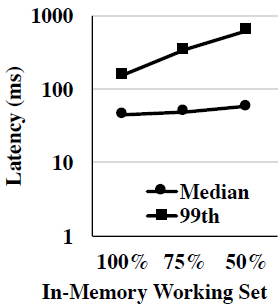 Latency (ms)
1000
100
10
1
Median
99th
100% 75% 50%
In-Memory Working Set